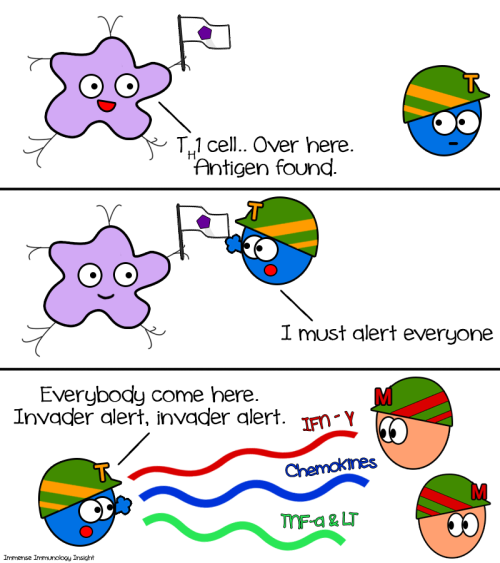 T
TH1 cell.. Over here.
Antigen found.
T
I must alert everyone
Everybody come here.
Invader alert, invader alert.
IFN - γ
M
Chemokines
T
M
TNF-α & LT
Immense Immunology Insight